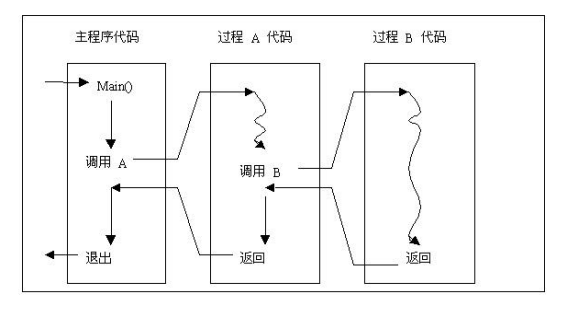 主程序代码
过程 A 代码
过程 B 代码
Main()
调用 A
调用 B
退出
返回
返回